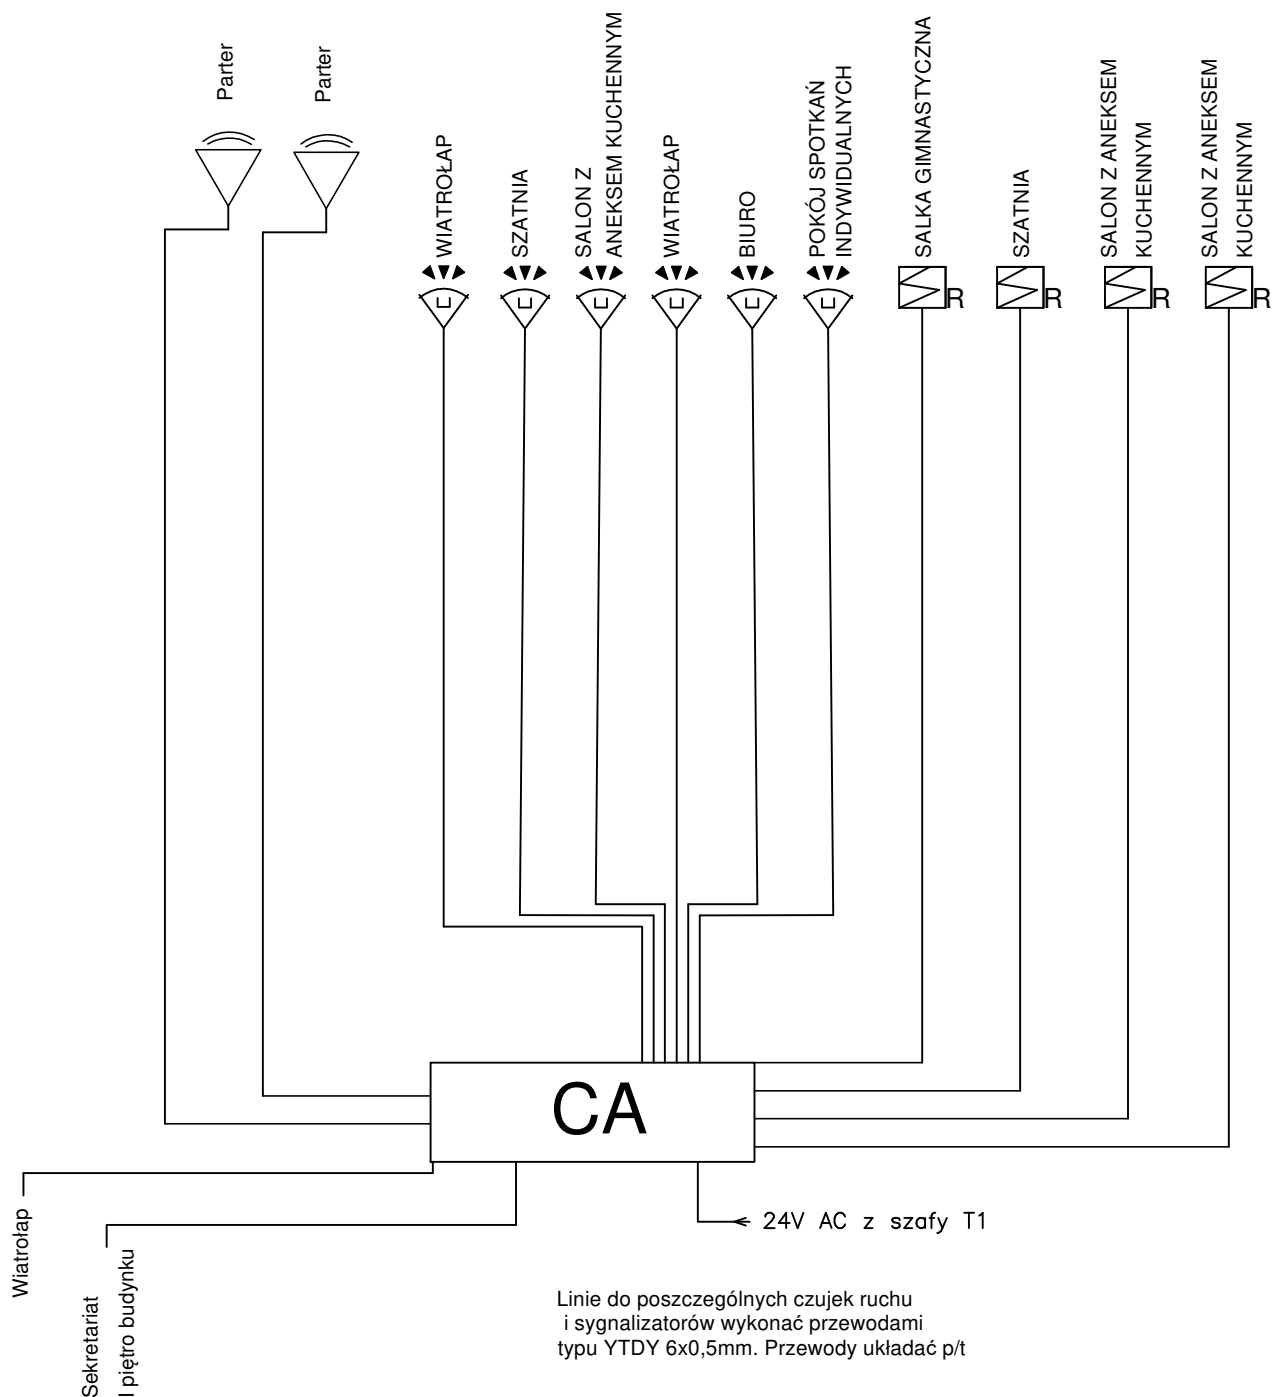 Parter
Parter
WIATROŁAP
SZATNIA
SALON Z
ANEKSEM KUCHENNYM
WIATROŁAP
BIURO
POKÓJ SPOTKAŃ
INDYWIDUALNYCH
SALKA GIMNASTYCZNA
SZATNIA
SALON Z ANEKSEM
KUCHENNYM
SALON Z ANEKSEM
KUCHENNYM
R
R
R
R
CA
Wiatrołap
Sekretariat
I piętro budynku
24V AC z szafy T1
Linie do poszczególnych czujek ruchu
i sygnalizatorów wykonać przewodami
typu YTDY 6x0,5mm. Przewody układać p/t